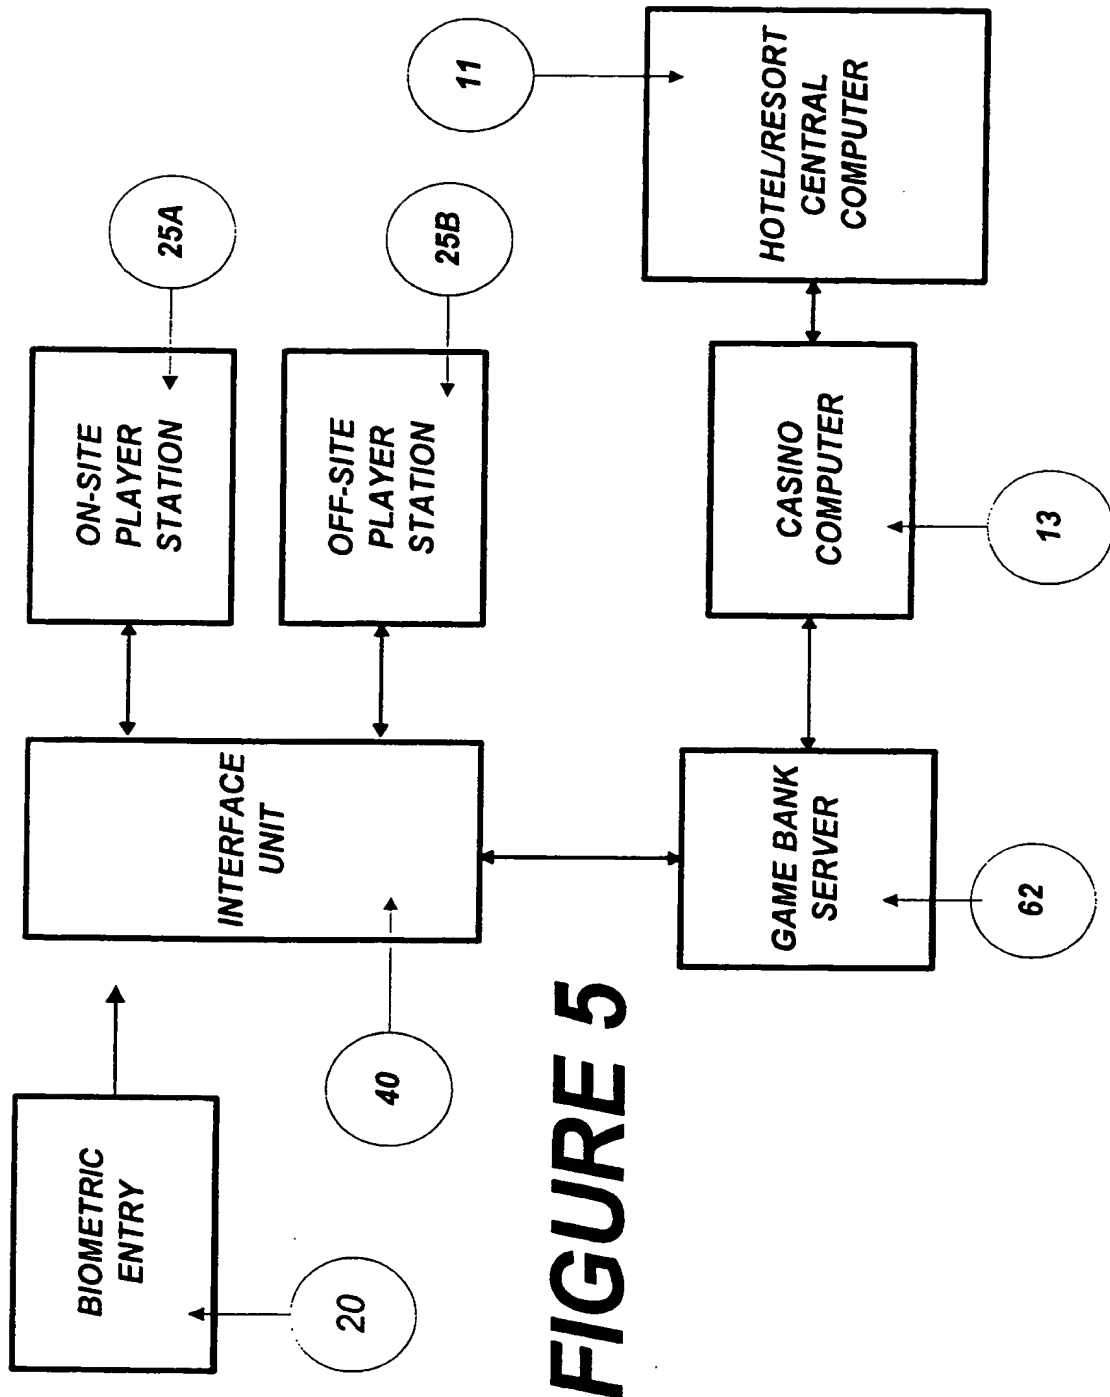 BIOMETRIC
ENTRY
20
INTERFACE
UNIT
40
ON-SITE
PLAYER
STATION
25A
OFF-SITE
PLAYER
STATION
25B
GAME BANK
SERVER
62
CASINO
COMPUTER
13
HOTEL/RESORT
CENTRAL
COMPUTER
11
FIGURE 5